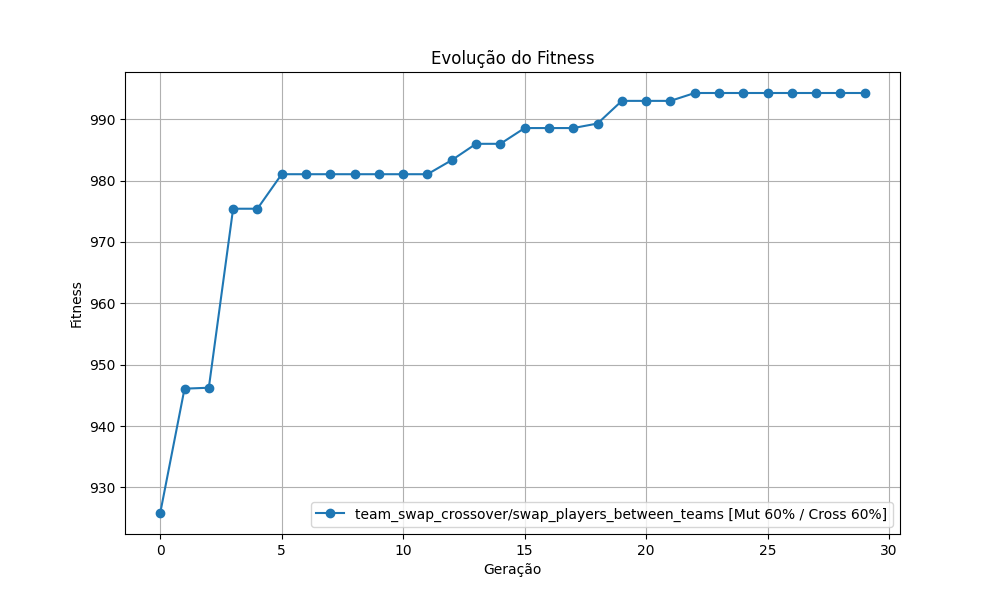 Evolução do Fitness
Fitness
990
980
970
960
950
940
930
team_swap_crossover/swap_players_between_teams [Mut 60% / Cross 60%]
0 5 10 15 20 25 30
Geração